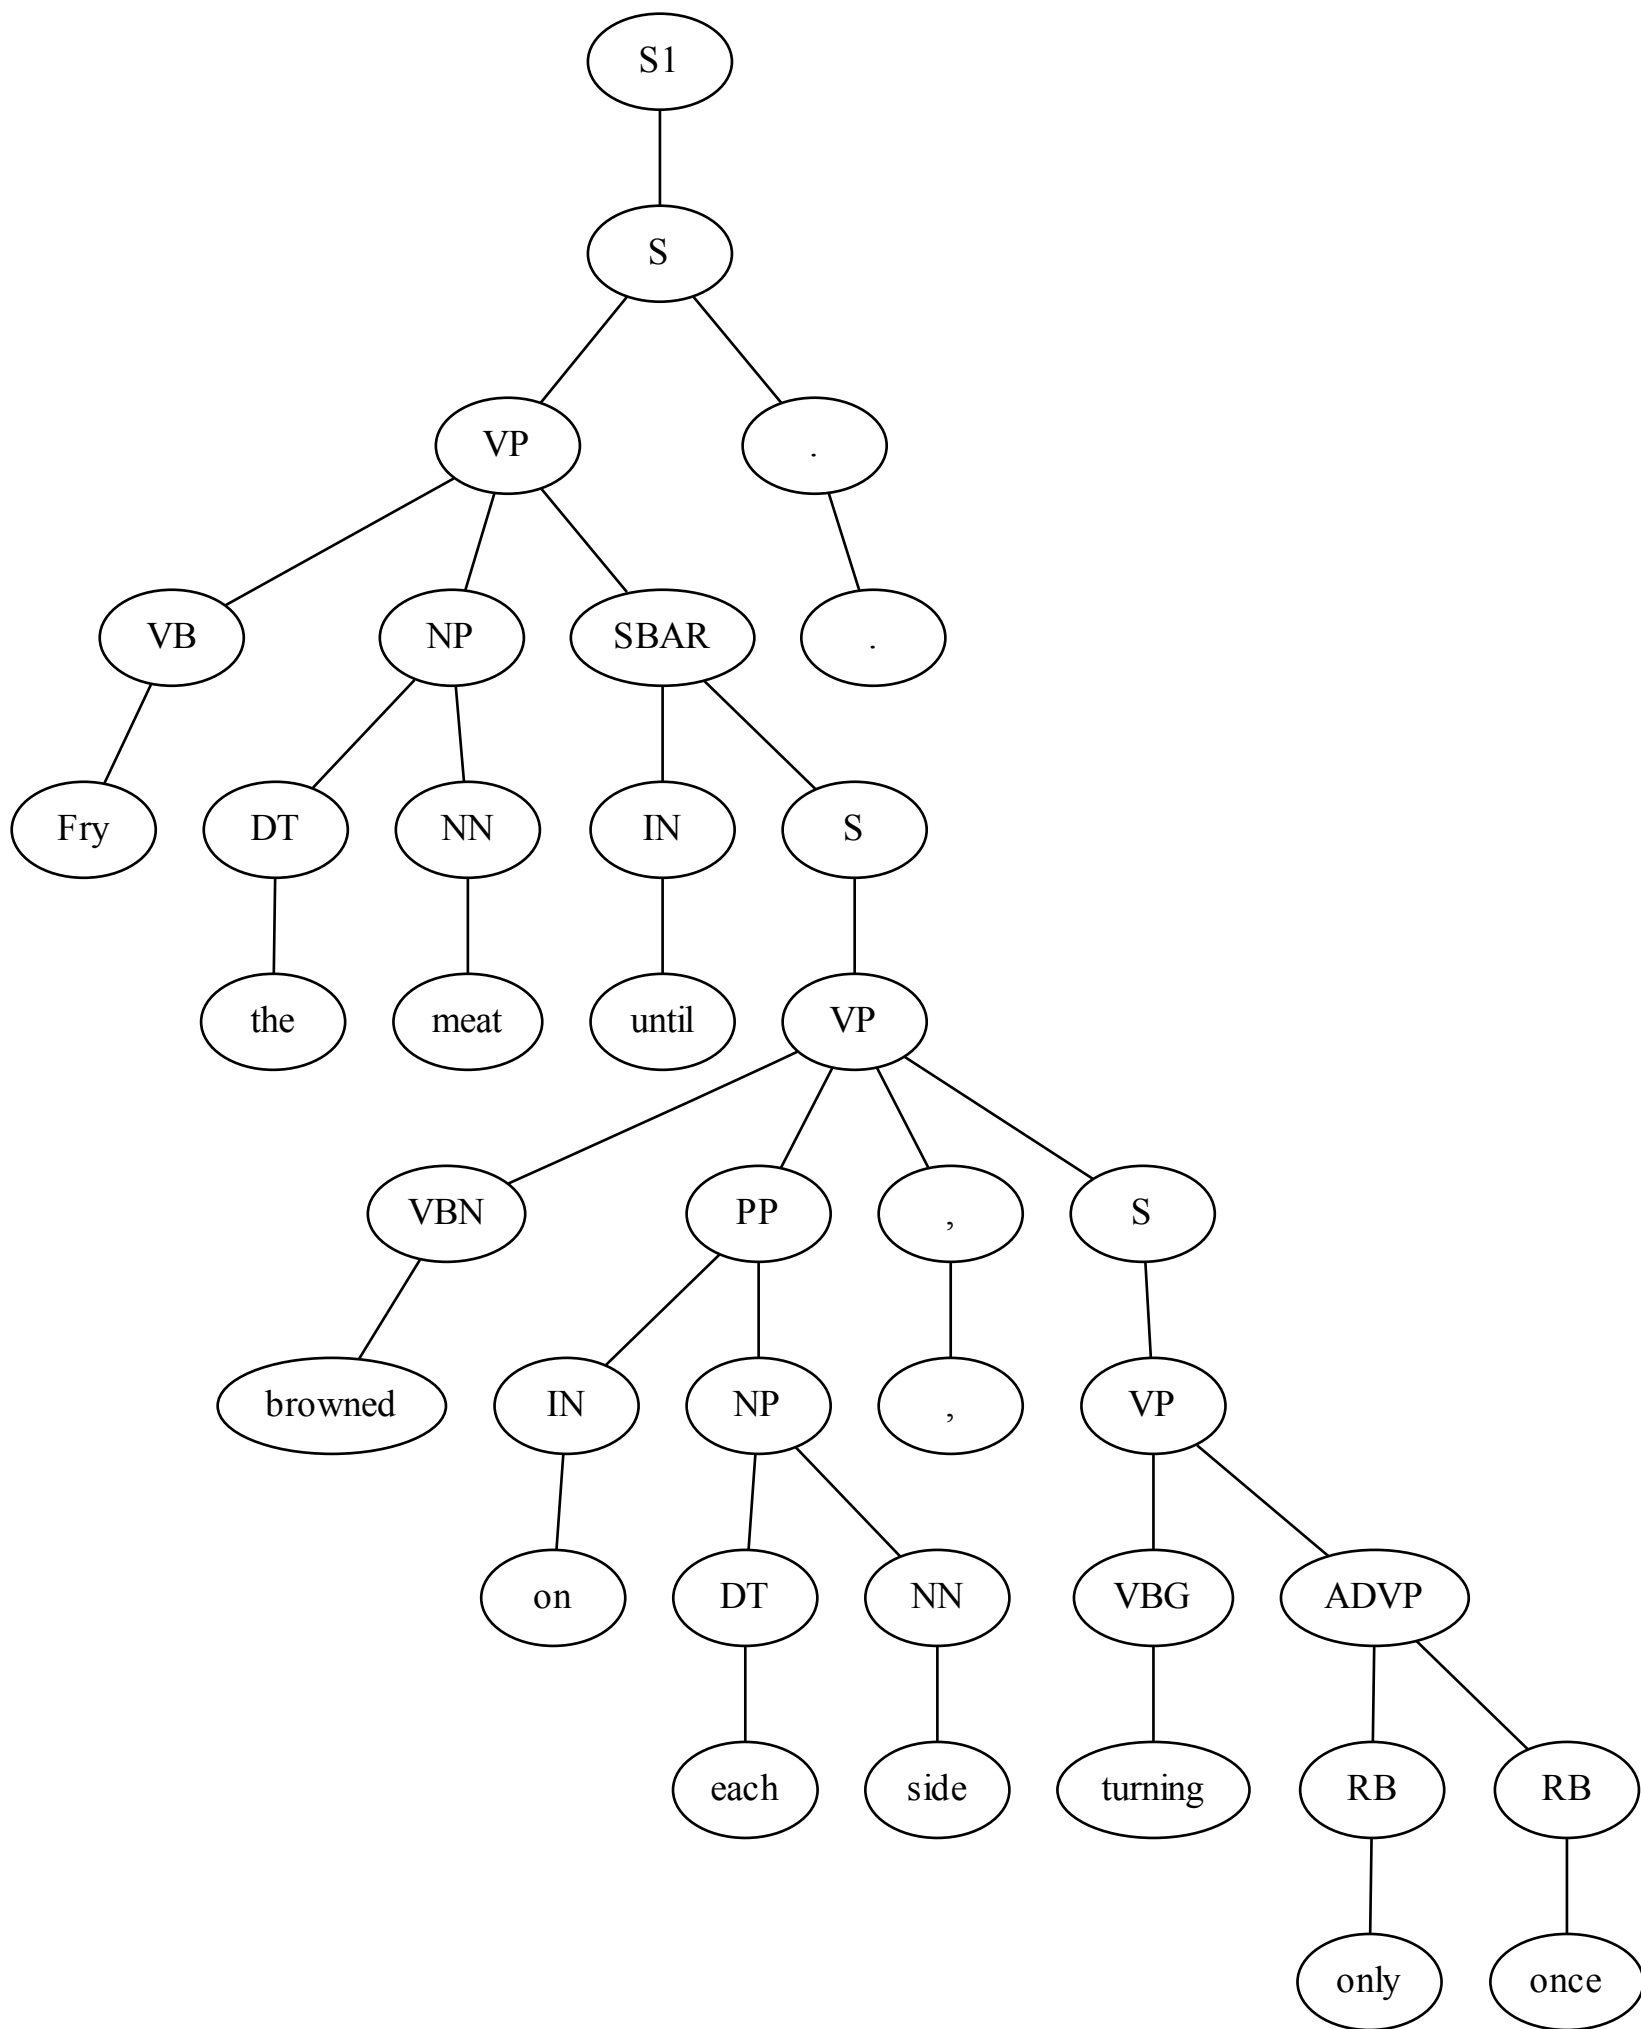 S1
S
VP .
VB NP SBAR .
Fry DT NN IN S
the meat until VP
VBN PP , S
browned IN NP , VP
on DT NN VBG ADVP
each side turning RB RB
only once